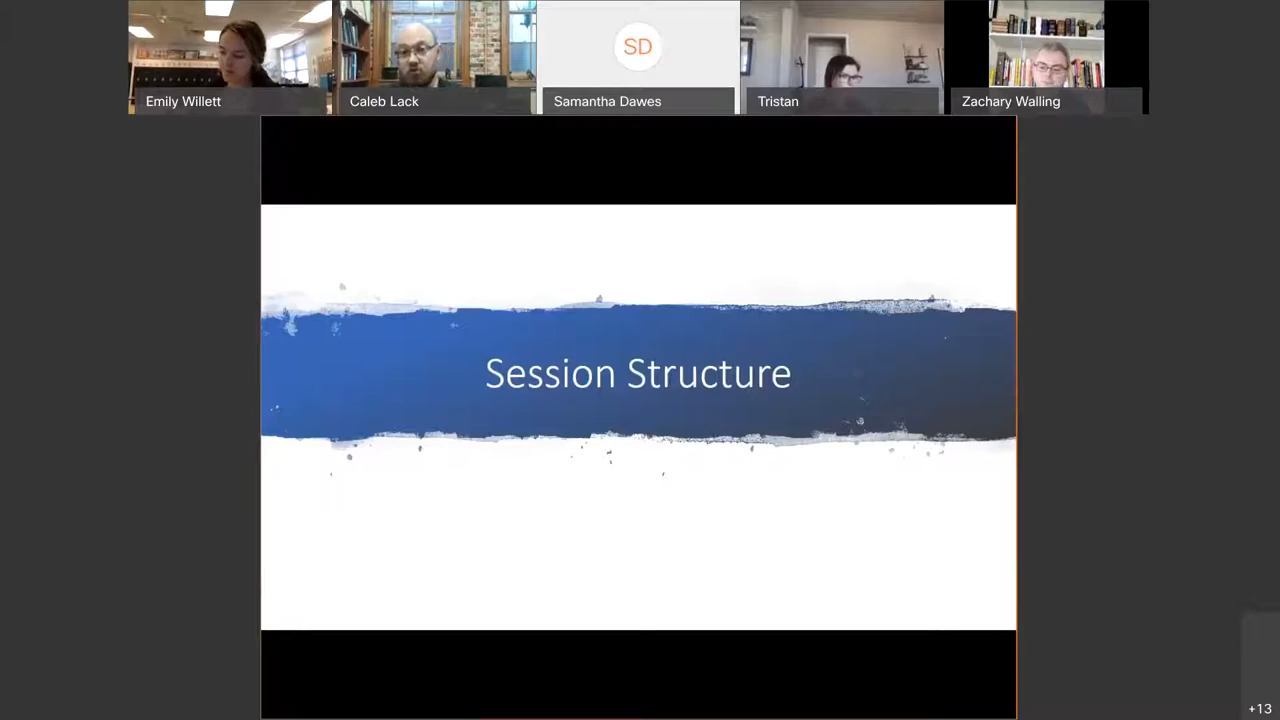 Emily Willett
Caleb Lack
SD
Samantha Dawes
Tristan
Zachary Walling
Session Structure
+13